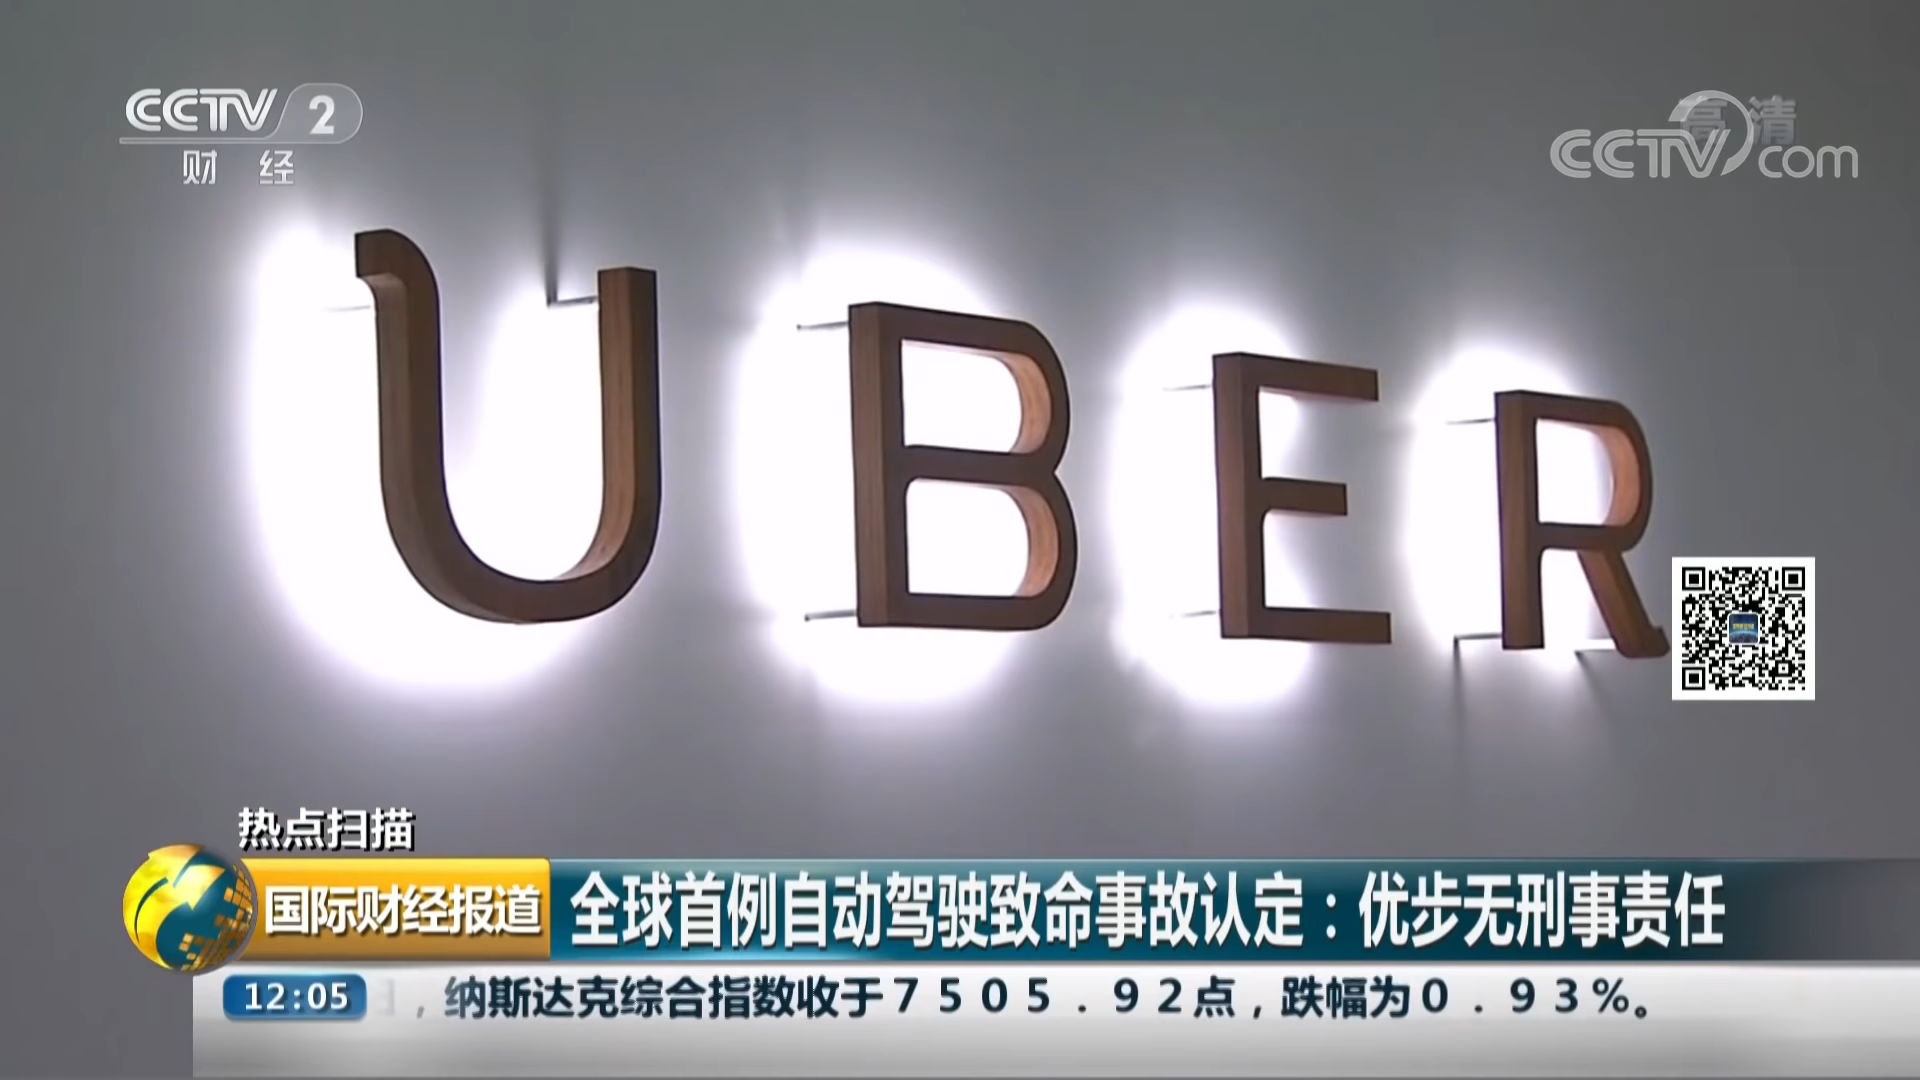 CCTV 2
财 经
高清
CCTV com
UBER
热点扫描
国际财经报道
全球首例自动驾驶致命事故认定：优步无刑事责任
12:05
，纳斯达克综合指数收于7505.92点，跌幅为0.93%。